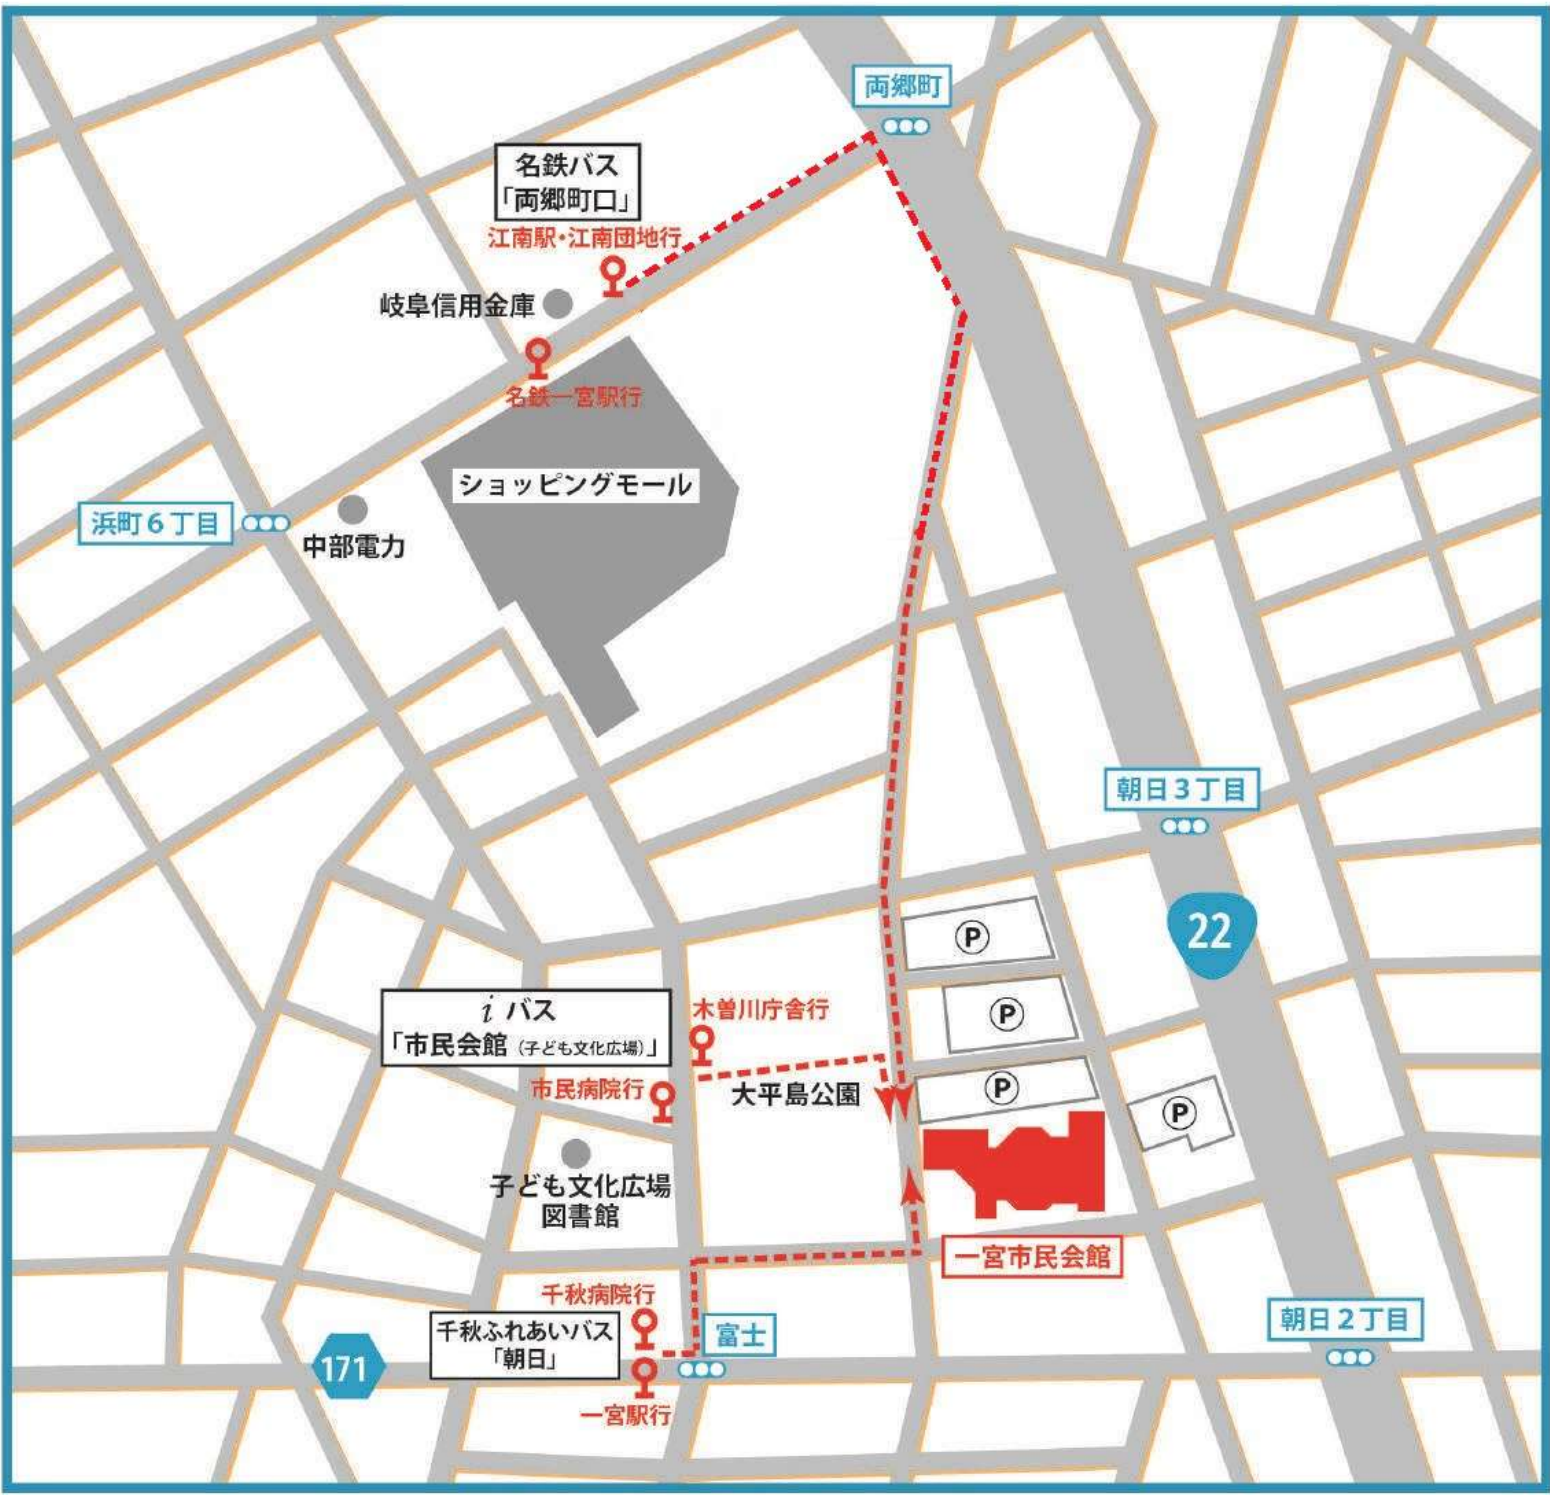 両郷町
名鉄バス
「両郷町口」
江南駅・江南団地行
岐阜信用金庫
名鉄一宮駅行
ショッピングモール
浜町６丁目
中部電力
朝日３丁目
22
P
P
P
P
i バス
「市民会館（子ども文化広場）」
木曽川庁舎行
市民病院行
大平島公園
子ども文化広場
図書館
一宮市民会館
千秋病院行
千秋ふれあいバス
「朝日」
富士
朝日２丁目
171
一宮駅行